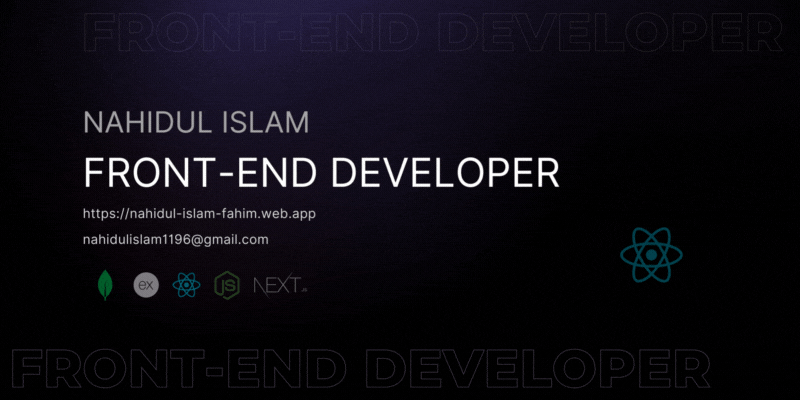 FRONT-END DEVELOPER
NAHIDUL ISLAM
FRONT-END DEVELOPER
https://nahidul-islam-fahim.web.app
nahidulislam1196@gmail.com
ex JS NEXT.JS
FRONT-END DEVELOPER